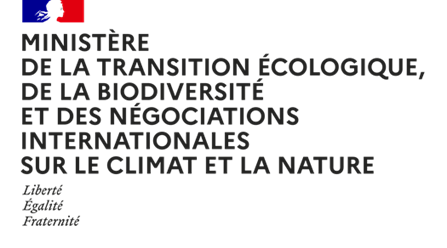 MINISTÈRE
DE LA TRANSITION ÉCOLOGIQUE,
DE LA BIODIVERSITÉ
ET DES NÉGOCIATIONS
INTERNATIONALES
SUR LE CLIMAT ET LA NATURE
Liberté
Égalité
Fraternité